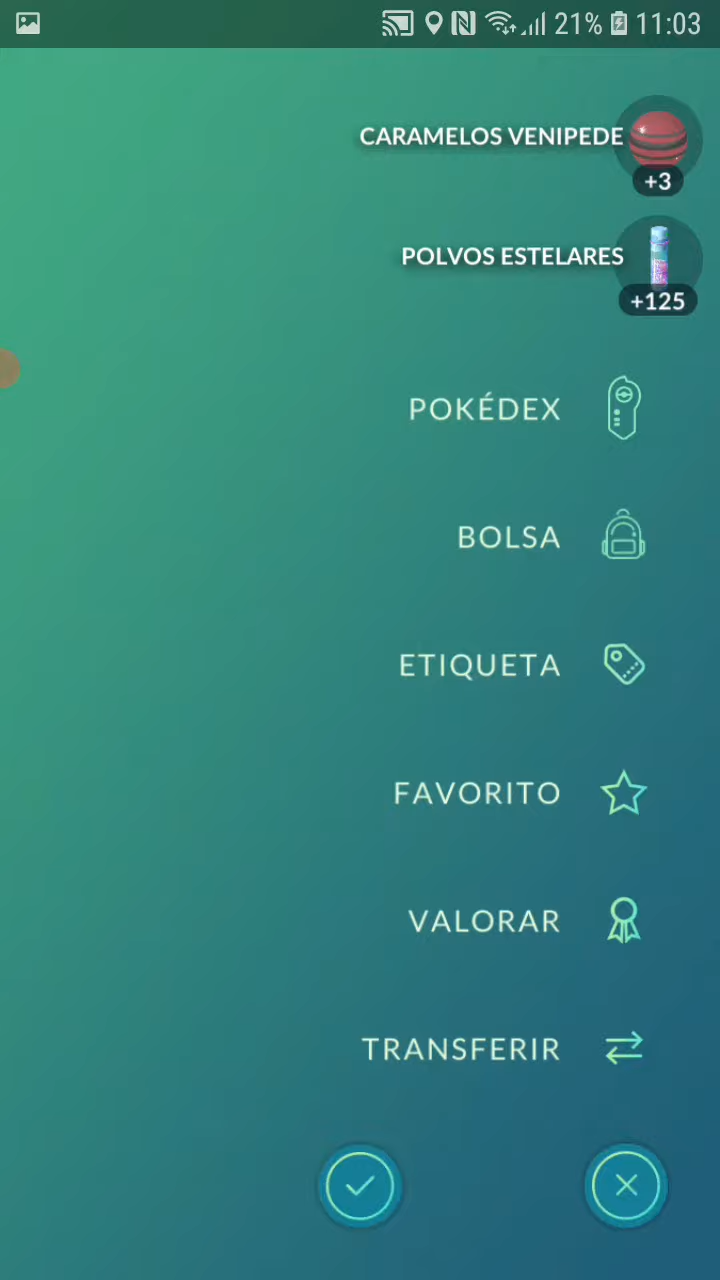 21% 11:03
CARAMELOS VENIPEDE
+3
POLVOS ESTELARES
+125
POKÉDEX
BOLSA
ETIQUETA
FAVORITO
VALORAR
TRANSFERIR